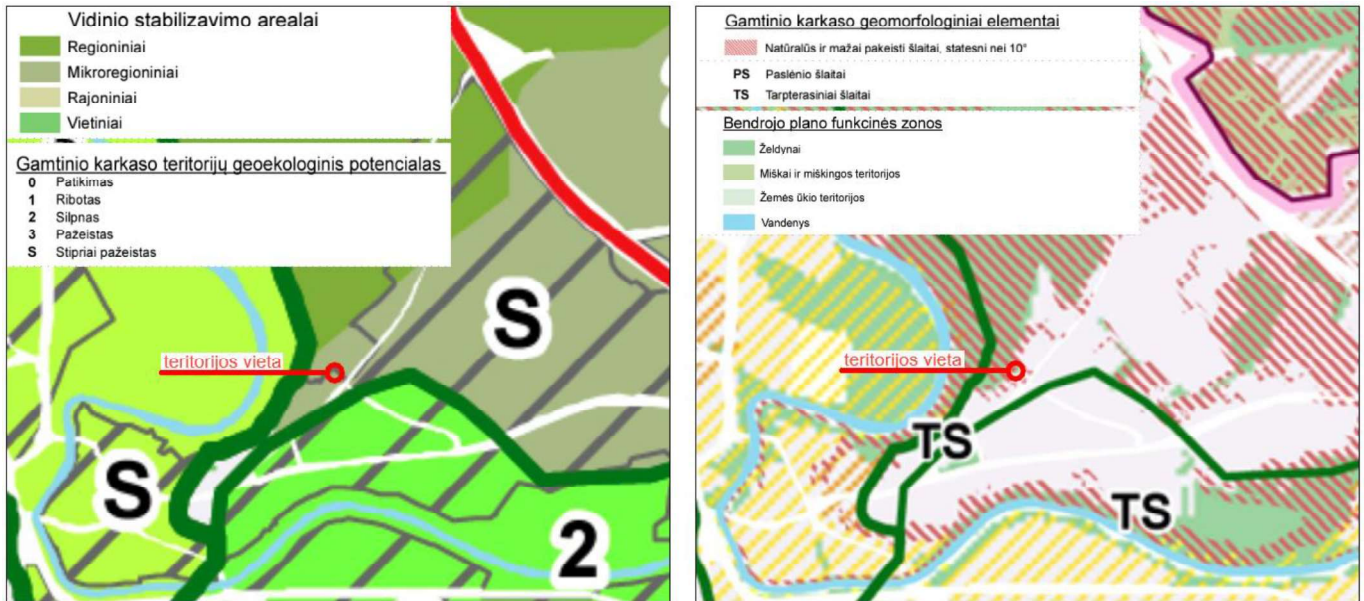 Vidinio stabilizavimo arealai
Regioniniai
Mikroregioniniai
Rajoniniai
Vietiniai
Gamtinio karkaso teritorijų geoekologinis potencialas
0 Patikimas
1 Ribotas
2 Silpnas
3 Pažeistas
S Stipriai pažeistas
S
teritorijos vieta
S
2
Gamtinio karkaso geomorfologiniai elementai
Natūralūs ir mažai pakeisti šlaitai, statesni nei 10°
PS Paslėnio šlaitai
TS Tarpterasiniai šlaitai
Bendrojo plano funkcinės zonos
Želdynai
Miškai ir miškingos teritorijos
Žemės ūkio teritorijos
Vandenys
teritorijos vieta
TS
TS